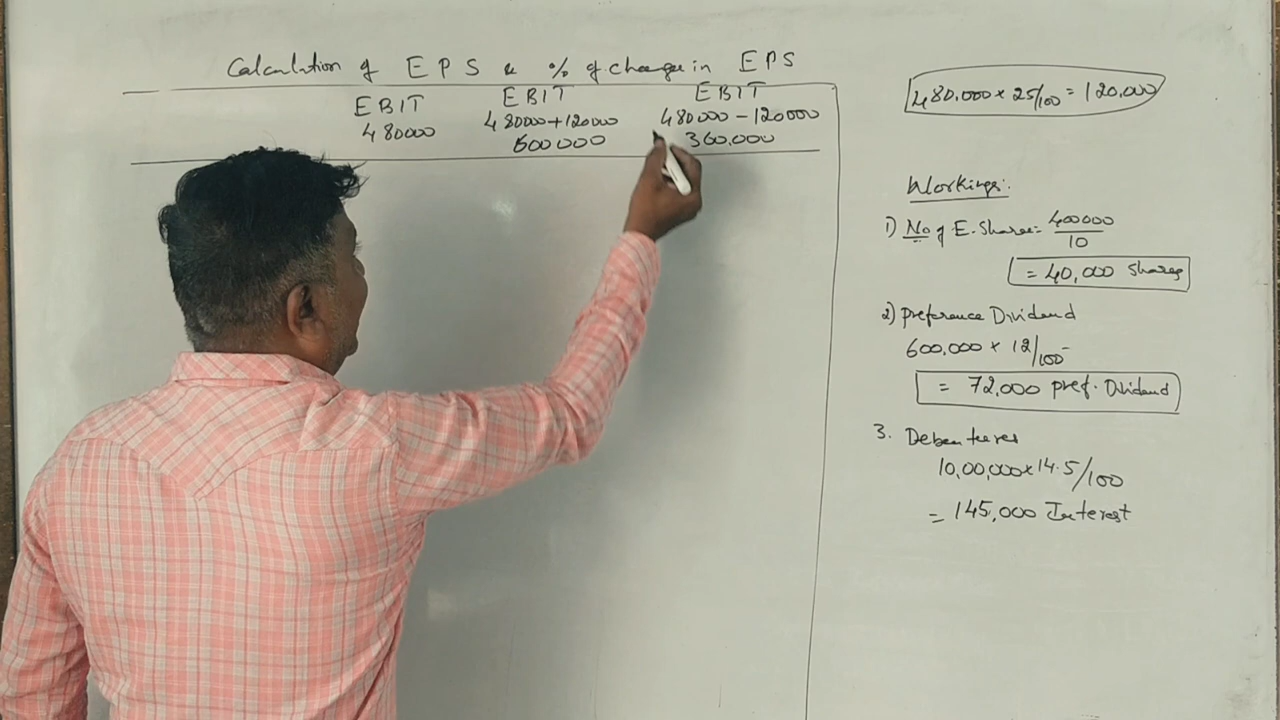 Calculation of EPS & % of change in EPS
EBIT EBIT EBIT
480000 480000+120000 480000-120000
600000 360,000
480,000 x 25/100 = 120,000
Workings:
1) No of E. Shares = 400000/10
= 40,000 Shares
2) Preference Dividend
600,000 x 12/100
= 72,000 pref. Dividend
3. Debentures
10,00,000 x 14.5/100
= 145,000 Interest